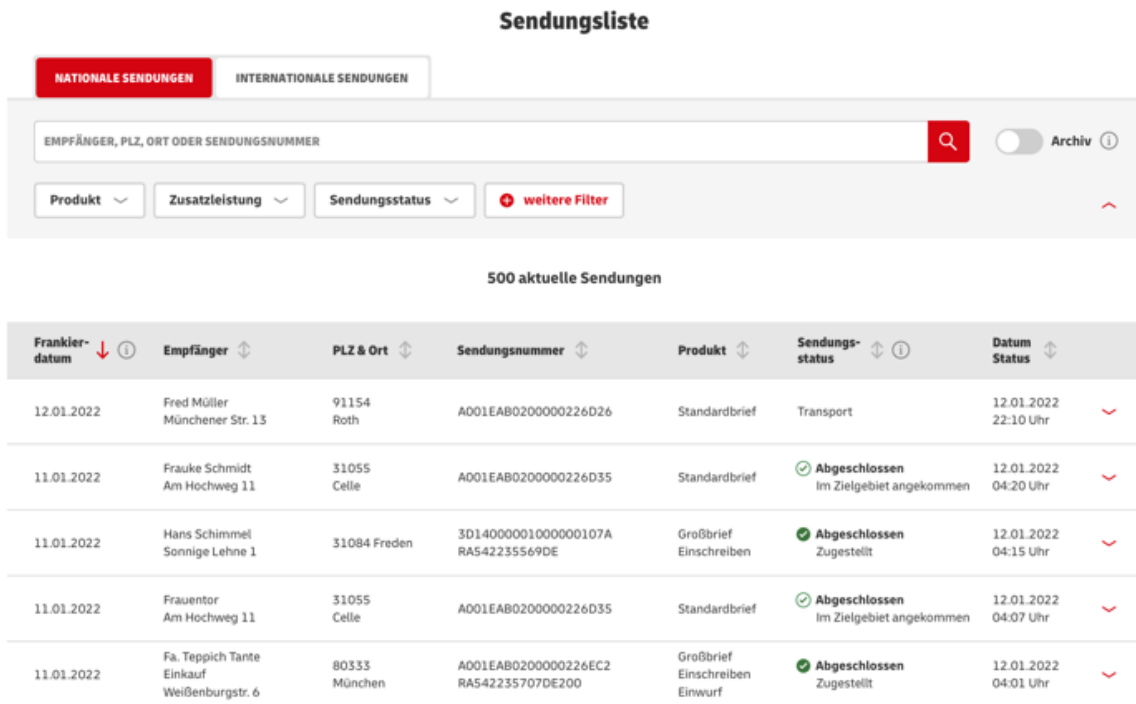 Sendungsliste
NATIONALE SENDUNGEN
INTERNATIONALE SENDUNGEN
EMPFÄNGER, PLZ, ORT ODER SENDUNGSNUMMER
Archiv
Produkt
Zusatzleistung
Sendungsstatus
weitere Filter
500 aktuelle Sendungen
Frankier-
datum
Empfänger
PLZ & Ort
Sendungsnummer
Produkt
Sendungs-
status
Datum
Status
12.01.2022
Fred Müller
Münchener Str. 13
91154
Roth
A001EAB0200000226D26
Standardbrief
Transport
12.01.2022
22:10 Uhr
11.01.2022
Frauke Schmidt
Am Hochweg 11
31055
Celle
A001EAB0200000226D35
Standardbrief
Abgeschlossen
Im Zielgebiet angekommen
12.01.2022
04:20 Uhr
11.01.2022
Hans Schimmel
Sonnige Lehne 1
31084 Freden
3D14000001000000107A
RA542235569DE
Großbrief
Einschreiben
Abgeschlossen
Zugestellt
12.01.2022
04:15 Uhr
11.01.2022
Frauentor
Am Hochweg 11
31055
Celle
A001EAB0200000226D35
Standardbrief
Abgeschlossen
Im Zielgebiet angekommen
12.01.2022
04:07 Uhr
11.01.2022
Fa. Teppich Tante
Einkauf
Weißenburgstr. 6
80333
München
A001EAB0200000226EC2
RA542235707DE200
Großbrief
Einschreiben
Einwurf
Abgeschlossen
Zugestellt
12.01.2022
04:01 Uhr